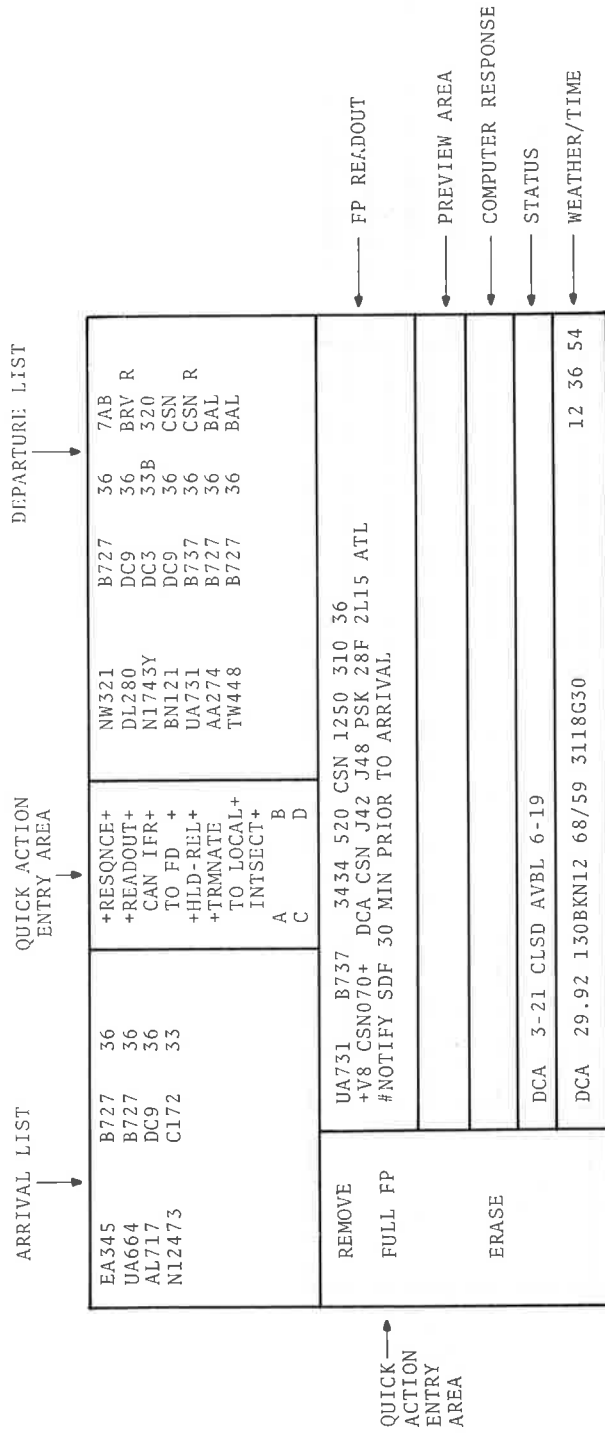 ARRIVAL LIST
QUICK ACTION
ENTRY AREA
DEPARTURE LIST
EA345 B727 36
UA664 B727 36
AL717 DC9 36
N12473 C172 33
+RESQNCE+
+READOUT+
CAN IFR+
TO FD +
+HLD-REL+
+TRMNATE
TO LOCAL+
INTSECT+
A B
C D
NW321 B727 36 7AB
DL280 DC9 36 BRV R
N1743Y DC3 33B 320
BN121 DC9 36 CSN
UA731 B737 36 CSN R
AA274 B727 36 BAL
TW448 B727 36 BAL
QUICK
ACTION
ENTRY
AREA
REMOVE
FULL FP
ERASE
UA731 B737 3434 520 CSN 1250 310 36
+V8 CSN070+ DCA CSN J42 J48 PSK 28F 2L15 ATL
#NOTIFY SDF 30 MIN PRIOR TO ARRIVAL
DCA 3-21 CLSD AVBL 6-19
DCA 29.92 130BKN12 68/59 3118G30 12 36 54
FP READOUT
PREVIEW AREA
COMPUTER RESPONSE
STATUS
WEATHER/TIME